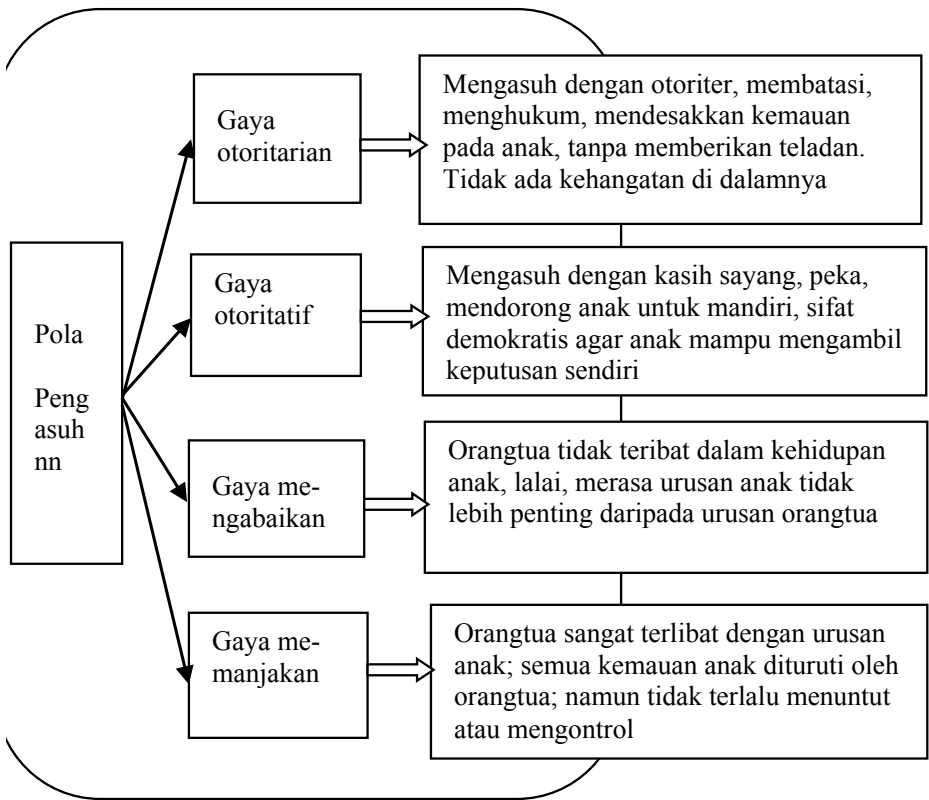 Pola
Peng
asuh
nn
Gaya
otoritarian
Mengasuh dengan otoriter, membatasi,
menghukum, mendesakkan kemauan
pada anak, tanpa memberikan teladan.
Tidak ada kehangatan di dalamnya
Gaya
otoritatif
Mengasuh dengan kasih sayang, peka,
mendorong anak untuk mandiri, sifat
demokratis agar anak mampu mengambil
keputusan sendiri
Gaya me-
ngabaikan
Orangtua tidak teribat dalam kehidupan
anak, lalai, merasa urusan anak tidak
lebih penting daripada urusan orangtua
Gaya me-
manjakan
Orangtua sangat terlibat dengan urusan
anak; semua kemauan anak dituruti oleh
orangtua; namun tidak terlalu menuntut
atau mengontrol